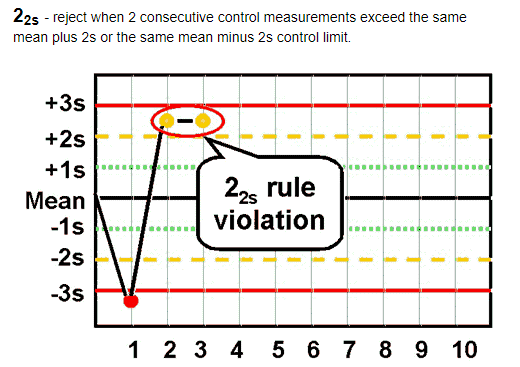 2₂s - reject when 2 consecutive control measurements exceed the same
mean plus 2s or the same mean minus 2s control limit.
+3s
+2s
+1s
Mean
-1s
-2s
-3s
2₂s rule
violation
1 2 3 4 5 6 7 8 9 10